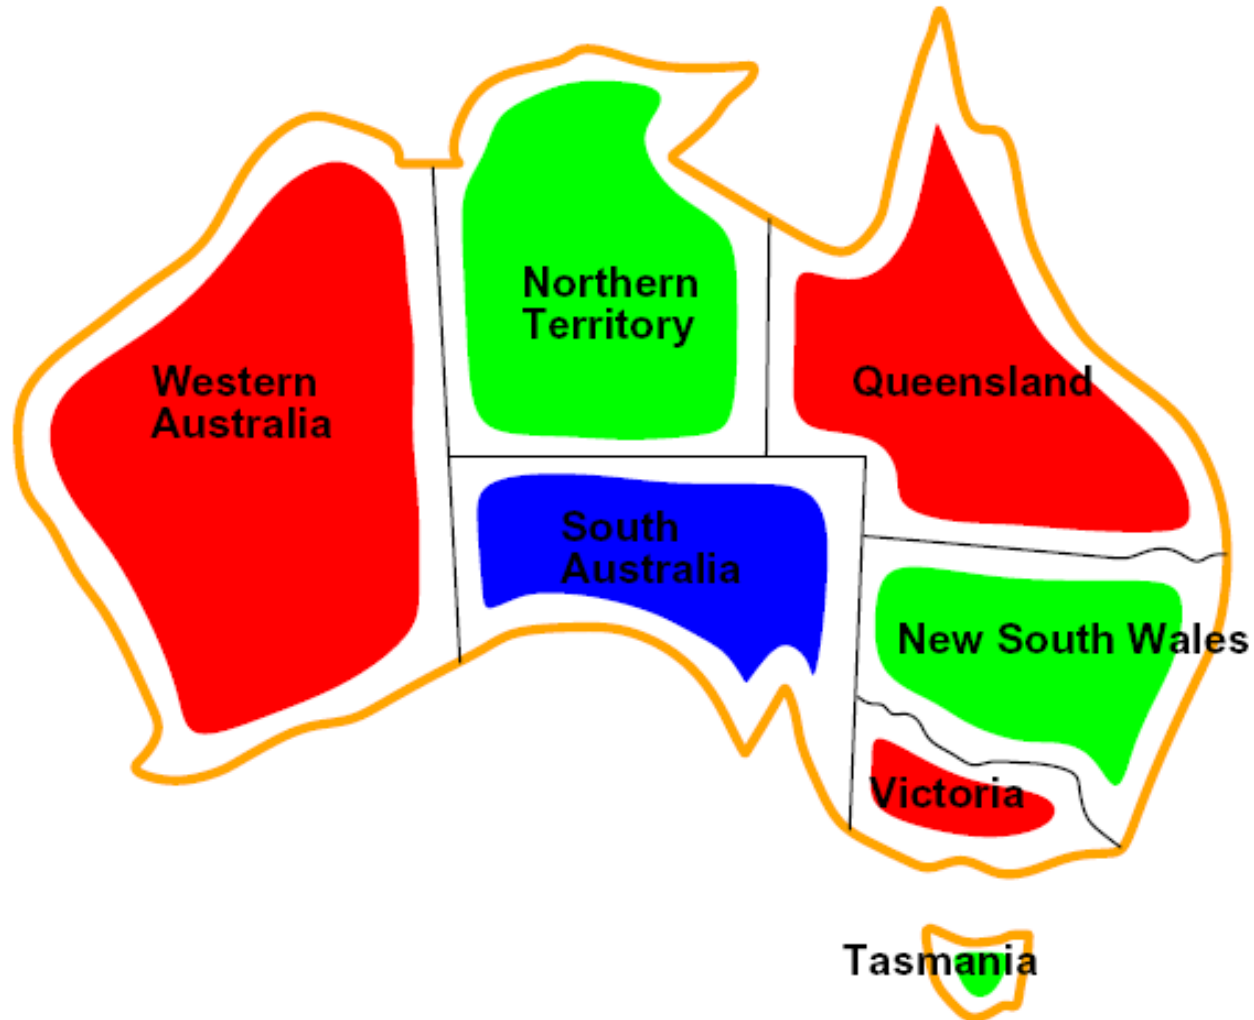 Northern
Territory
Western
Australia
Queensland
South
Australia
New South Wales
Victoria
Tasmania